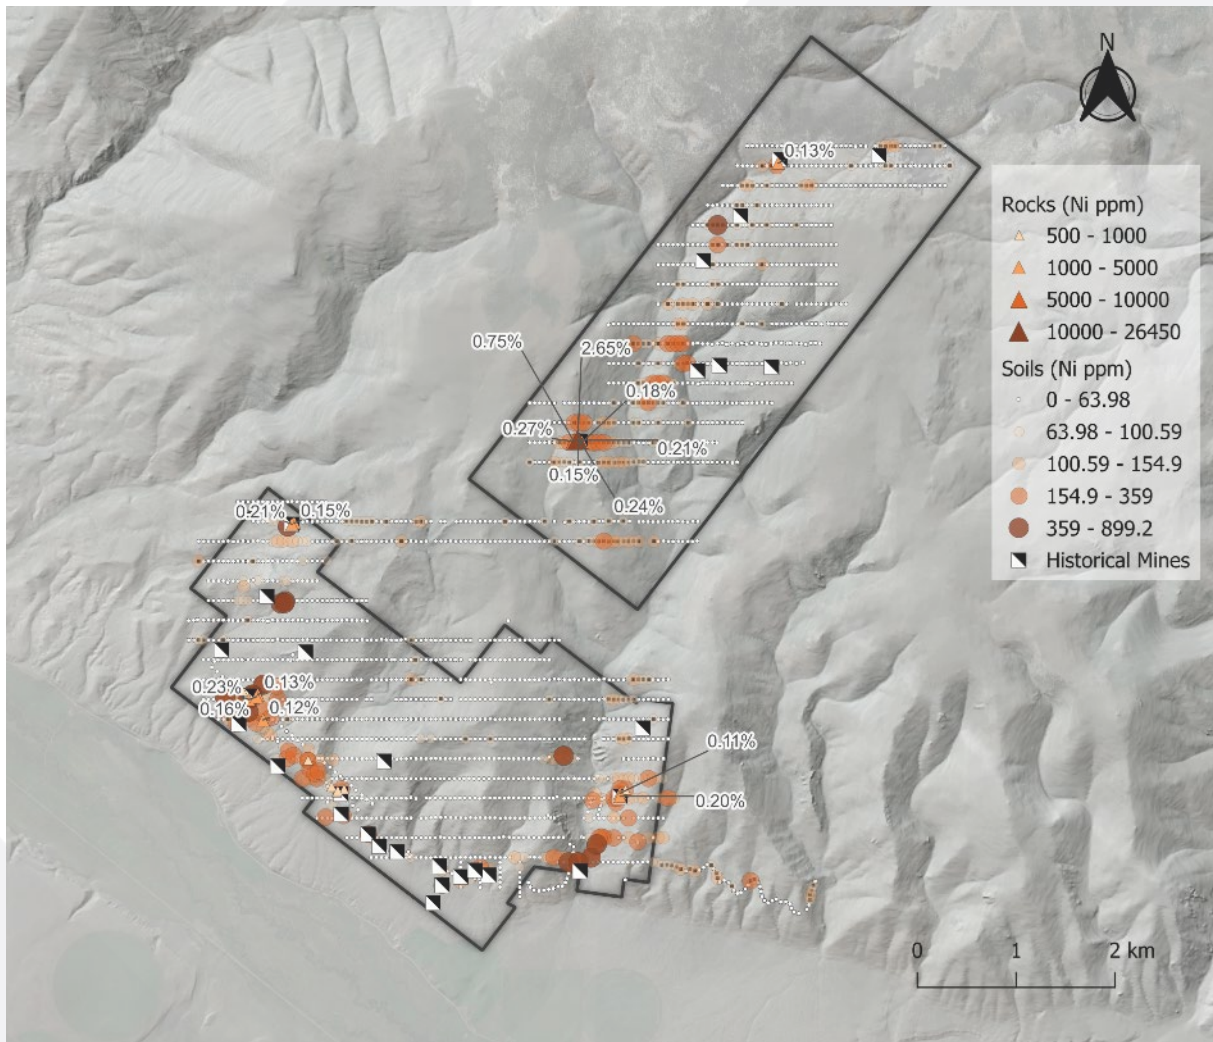 N
0.13%
Rocks (Ni ppm)
500 - 1000
1000 - 5000
5000 - 10000
10000 - 26450
Soils (Ni ppm)
0 - 63.98
63.98 - 100.59
100.59 - 154.9
154.9 - 359
359 - 899.2
Historical Mines
0.75%
2.65%
0.18%
0.27%
0.21%
0.15%
0.24%
0.21%
0.15%
0.23%
0.13%
0.16%
0.12%
0.11%
0.20%
0 1 2 km